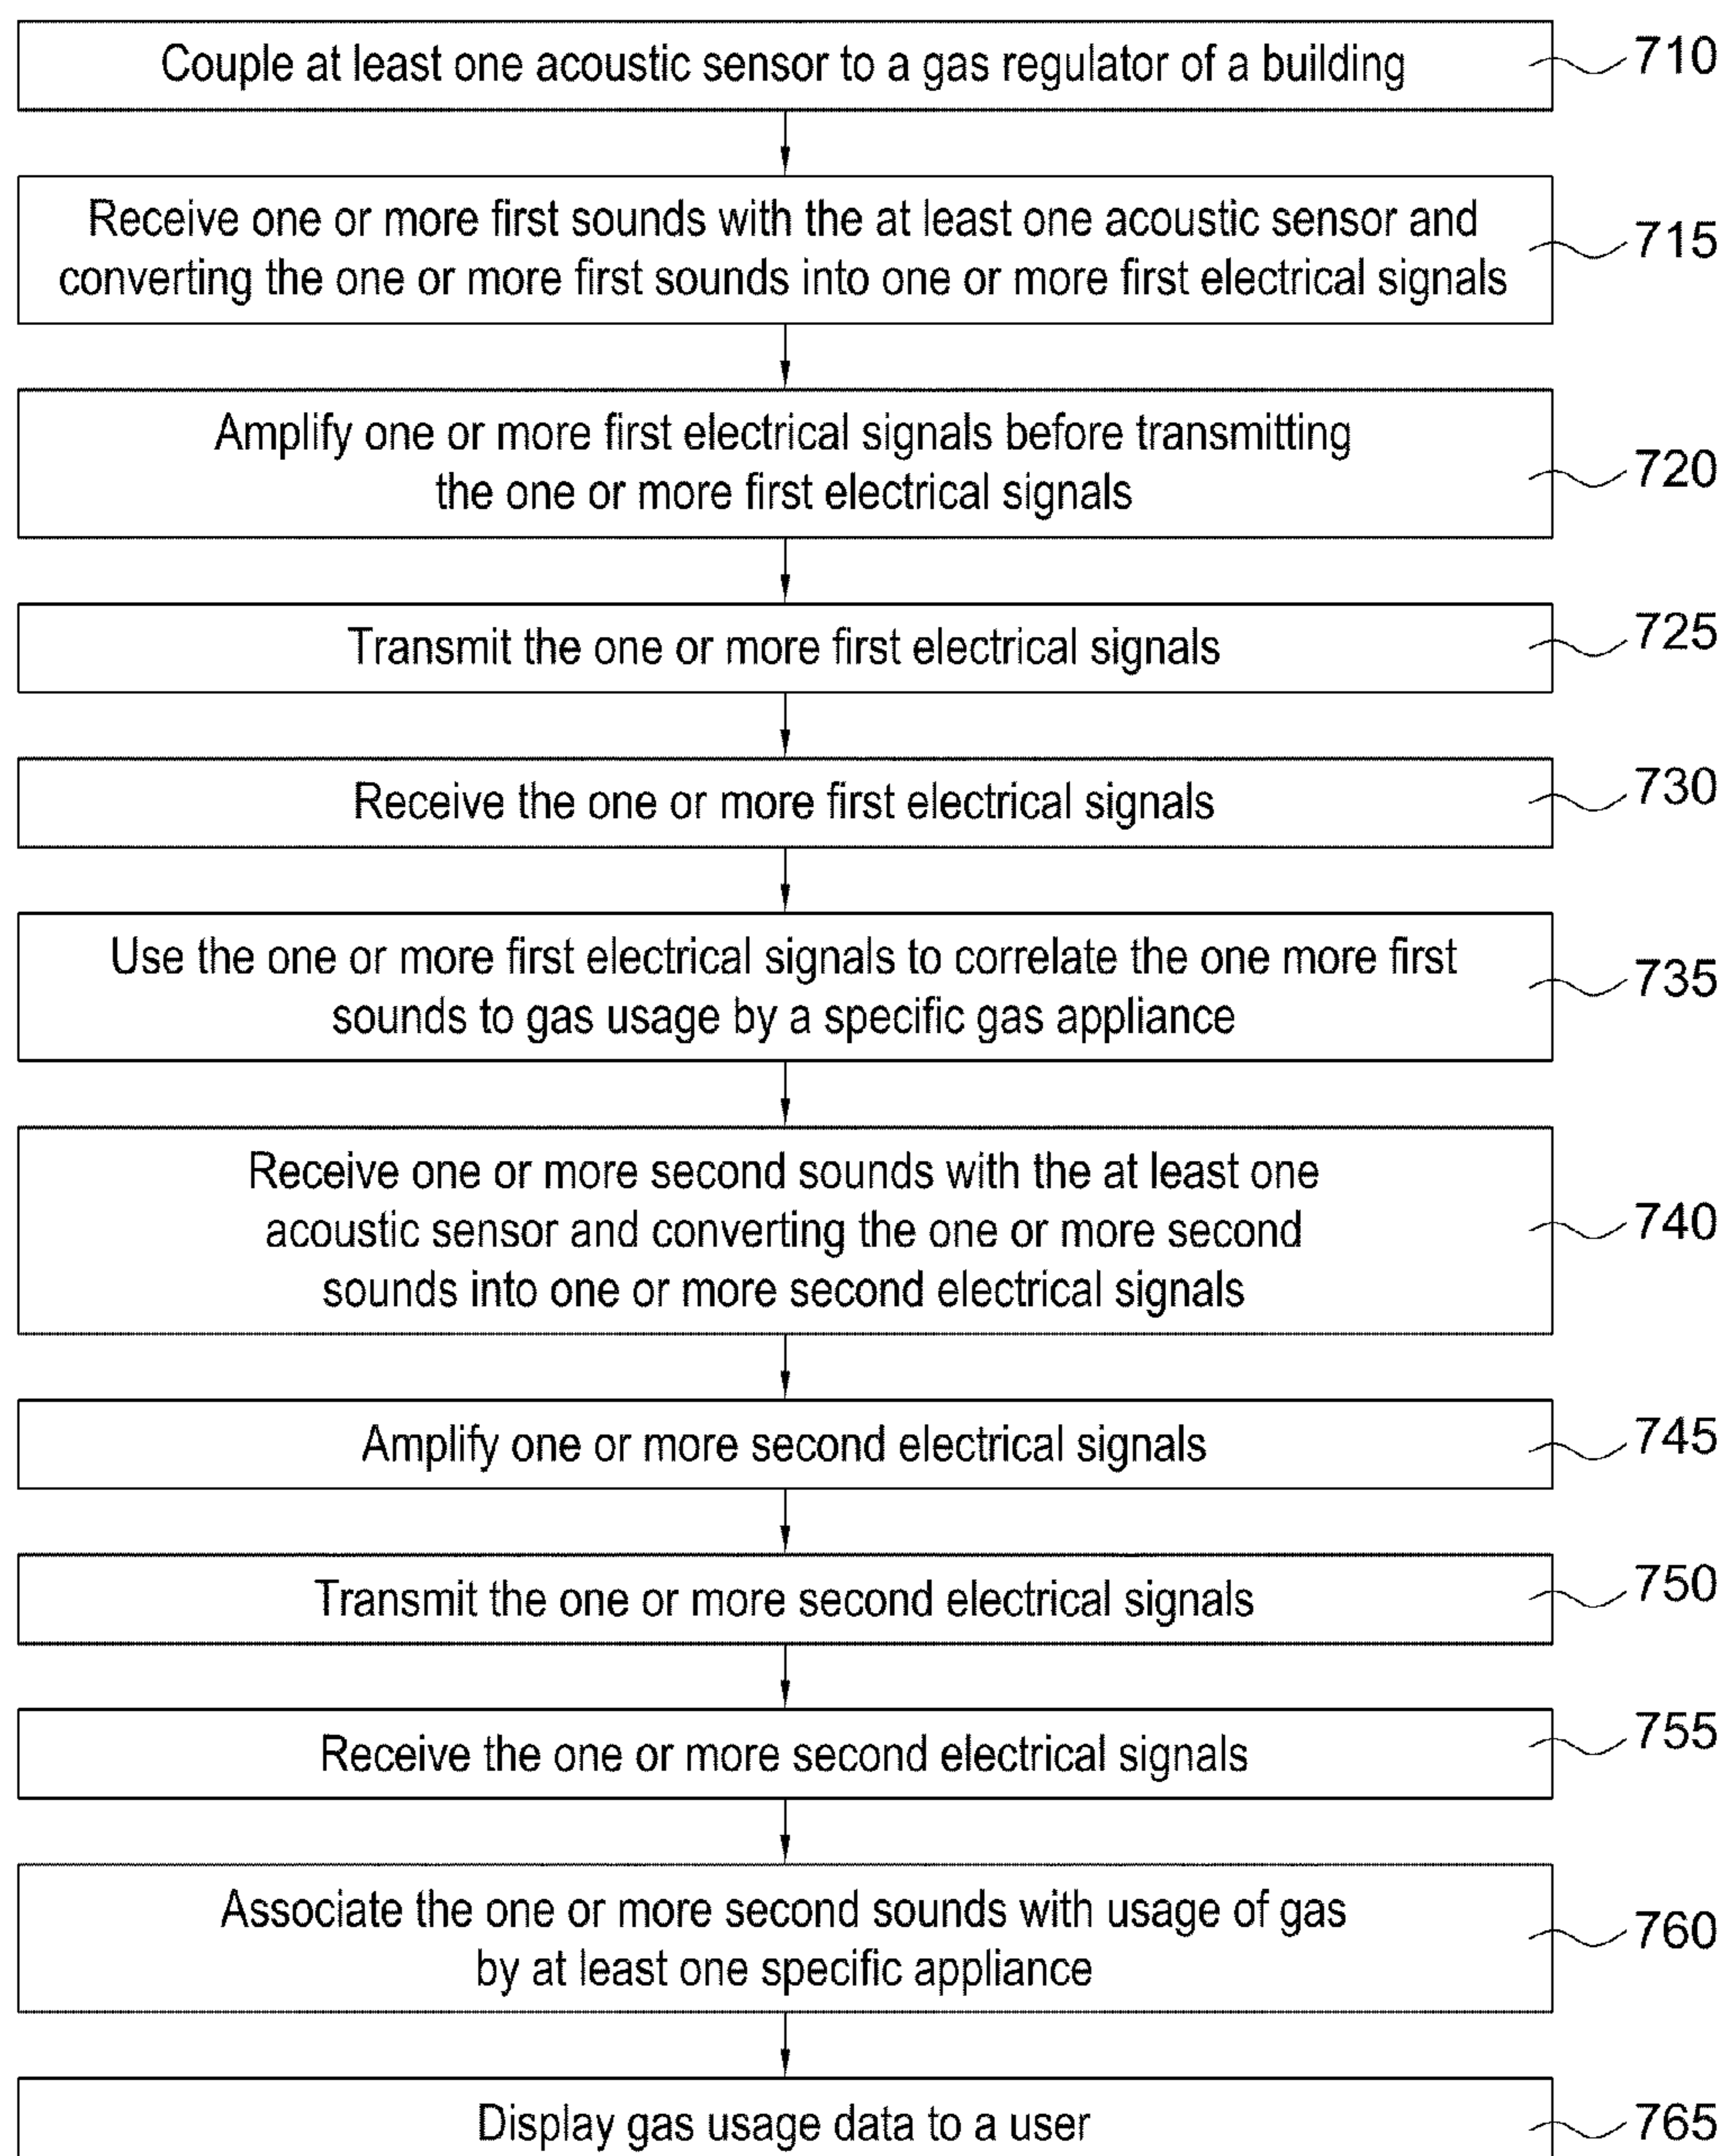 Couple at least one acoustic sensor to a gas regulator of a building
710
Receive one or more first sounds with the at least one acoustic sensor and
converting the one or more first sounds into one or more first electrical signals
715
Amplify one or more first electrical signals before transmitting
the one or more first electrical signals
720
Transmit the one or more first electrical signals
725
Receive the one or more first electrical signals
730
Use the one or more first electrical signals to correlate the one more first
sounds to gas usage by a specific gas appliance
735
Receive one or more second sounds with the at least one
acoustic sensor and converting the one or more second
sounds into one or more second electrical signals
740
Amplify one or more second electrical signals
745
Transmit the one or more second electrical signals
750
Receive the one or more second electrical signals
755
Associate the one or more second sounds with usage of gas
by at least one specific appliance
760
Display gas usage data to a user
765